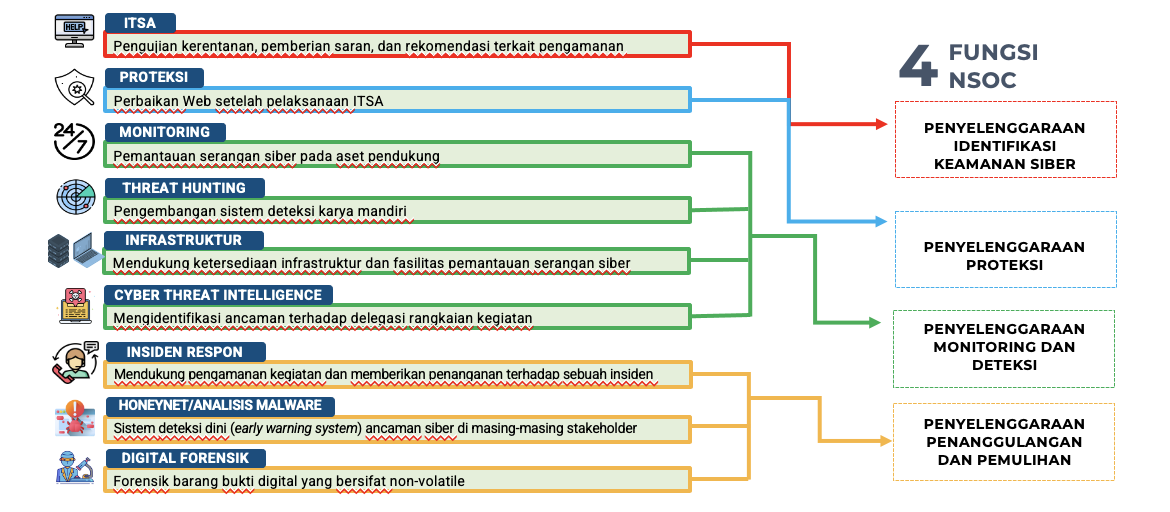 HELP
ITSA
Pengujian kerentanan, pemberian saran, dan rekomendasi terkait pengamanan
PROTEKSI
Perbaikan Web setelah pelaksanaan ITSA
24/7
MONITORING
Pemantauan serangan siber pada aset pendukung
THREAT HUNTING
Pengembangan sistem deteksi karya mandiri
INFRASTRUKTUR
Mendukung ketersediaan infrastruktur dan fasilitas pemantauan serangan siber
CYBER THREAT INTELLIGENCE
Mengidentifikasi ancaman terhadap delegasi rangkaian kegiatan
INSIDEN RESPON
Mendukung pengamanan kegiatan dan memberikan penanganan terhadap sebuah insiden
HONEYNET/ANALISIS MALWARE
Sistem deteksi dini (early warning system) ancaman siber di masing-masing stakeholder
DIGITAL FORENSIK
Forensik barang bukti digital yang bersifat non-volatile
4 FUNGSI
NSOC
PENYELENGGARAAN
IDENTIFIKASI
KEAMANAN SIBER
PENYELENGGARAAN
PROTEKSI
PENYELENGGARAAN
MONITORING DAN
DETEKSI
PENYELENGGARAAN
PENANGGULANGAN
DAN PEMULIHAN